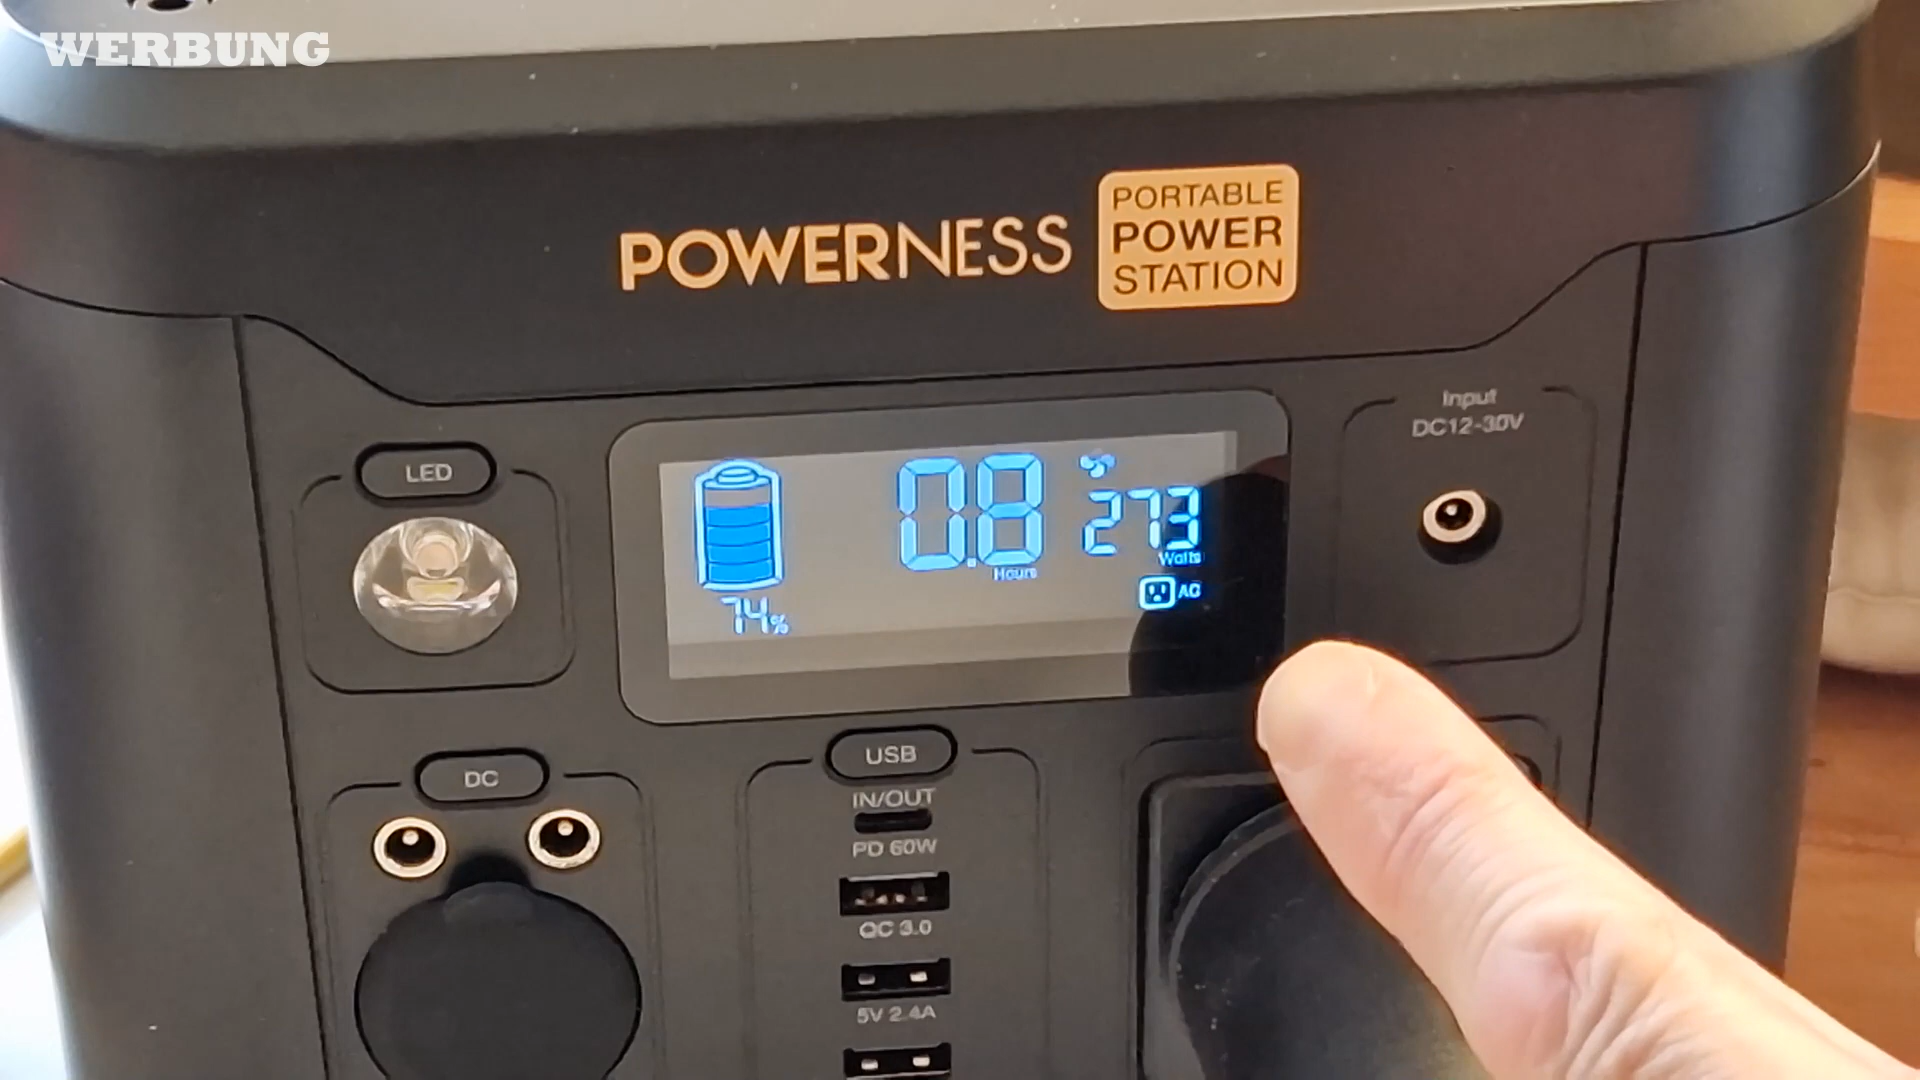 WERBUNG
POWERNESS
PORTABLE
POWER
STATION
Input
DC12-30V
LED
74%
0.8
Hours
273
Watts
AC
DC
USB
IN/OUT
PD 60W
QC 3.0
5V 2.4A